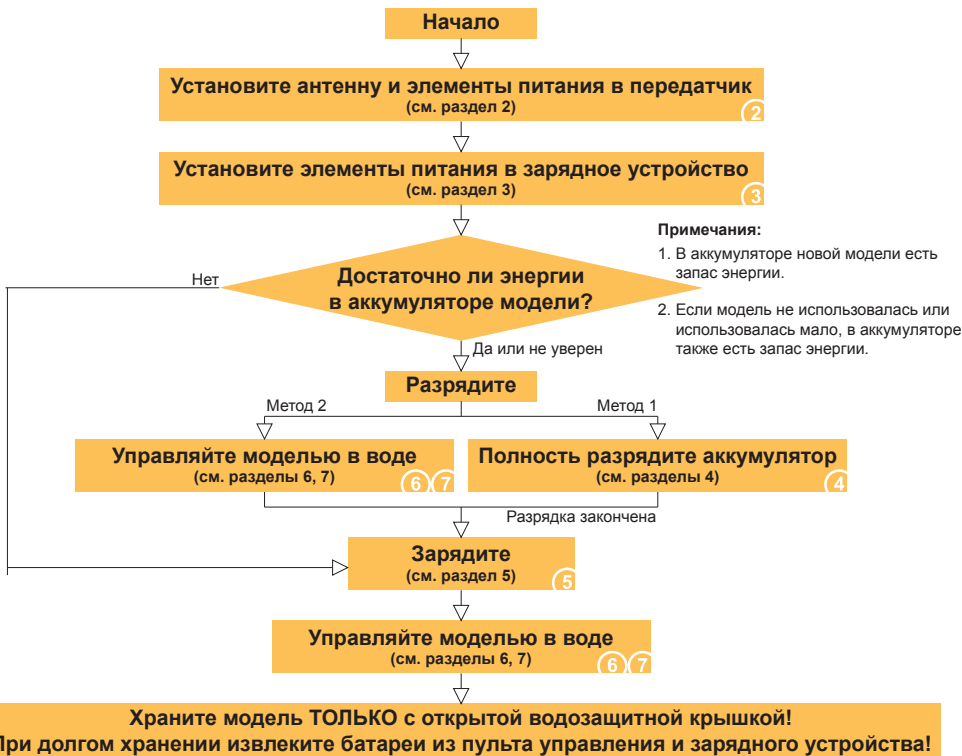 Начало
Установите антенну и элементы питания в передатчик
(см. раздел 2)
2
Установите элементы питания в зарядное устройство
(см. раздел 3)
3
Примечания:
1. В аккумуляторе новой модели есть
запас энергии.
2. Если модель не использовалась или
использовалась мало, в аккумуляторе
также есть запас энергии.
Нет
Достаточно ли энергии
в аккумуляторе модели?
Да или не уверен
Разрядите
Метод 2
Метод 1
Управляйте моделью в воде
(см. разделы 6, 7)
6 7
Полность разрядите аккумулятор
(см. разделы 4)
4
Разрядка закончена
Зарядите
(см. раздел 5)
5
Управляйте моделью в воде
(см. разделы 6, 7)
6 7
Храните модель ТОЛЬКО с открытой водозащитной крышкой!
При долгом хранении извлеките батареи из пульта управления и зарядного устройства!